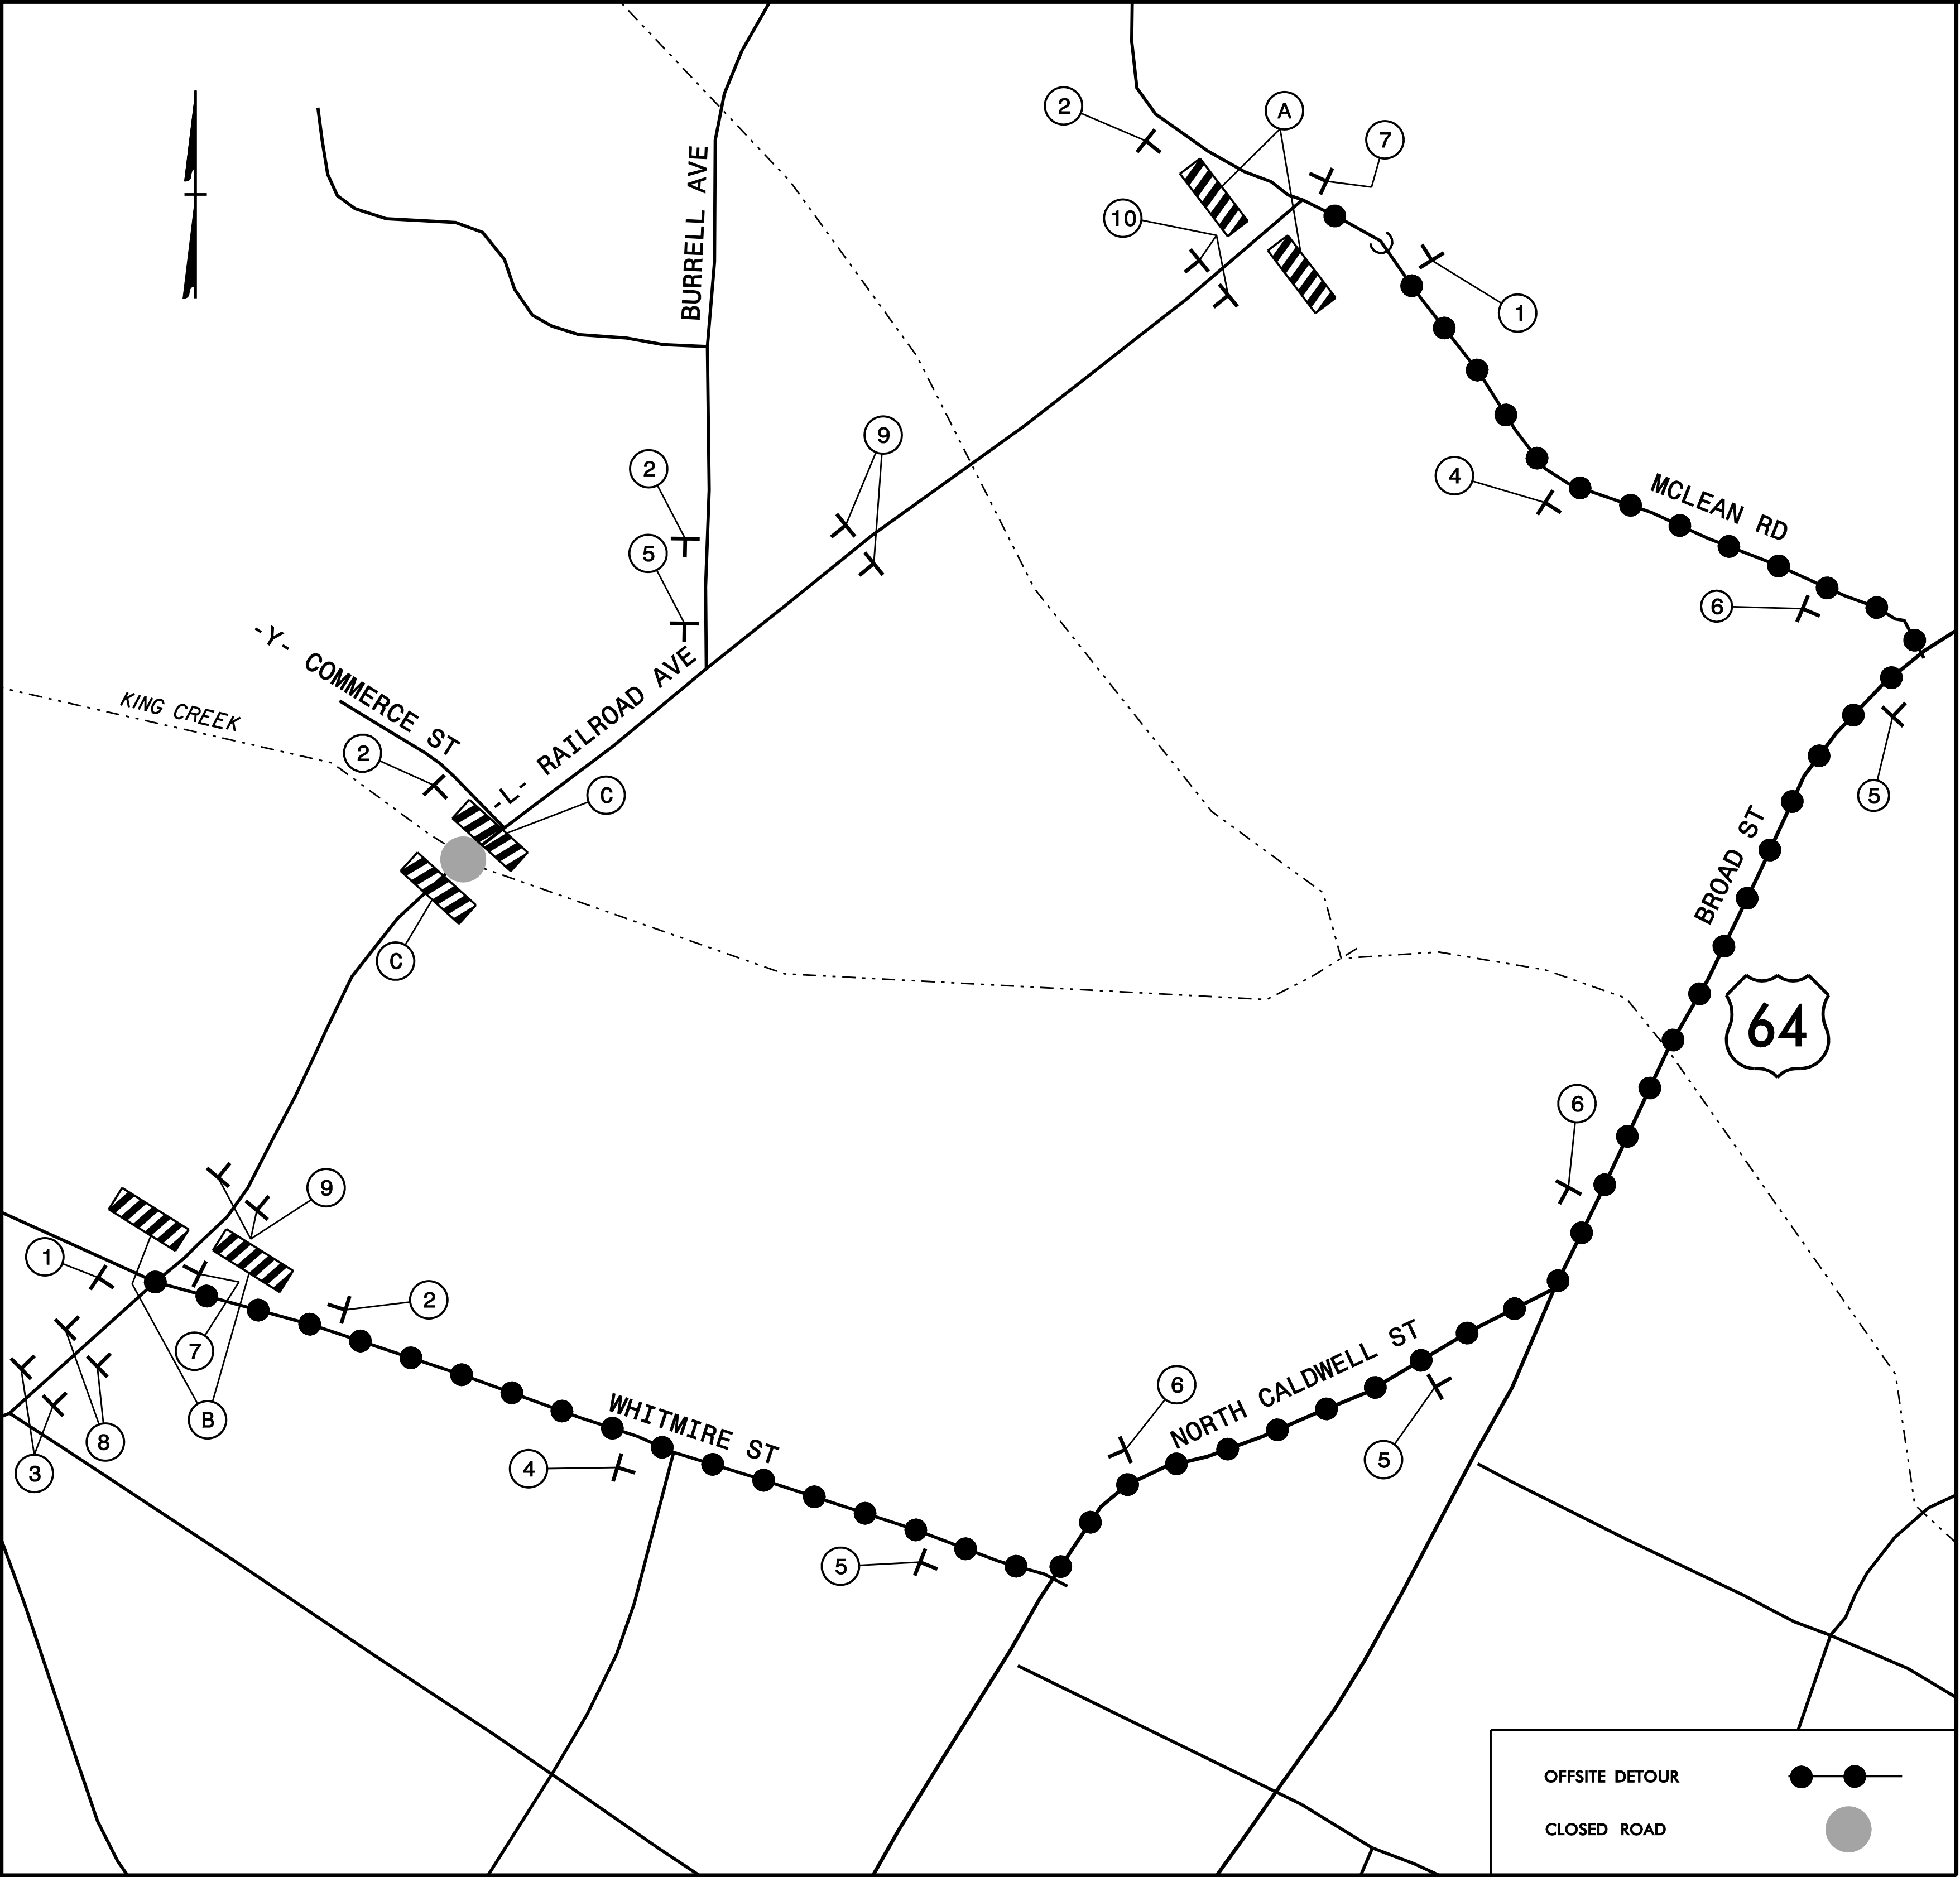 2
A
7
10
1
BURRELL AVE
9
2
4
MCLEAN RD
5
6
-Y- COMMERCE ST
-L- RAILROAD AVE
KING CREEK
2
C
5
BROAD ST
C
64
6
9
1
2
7
B
8
3
WHITMIRE ST
4
6
NORTH CALDWELL ST
5
5
OFFSITE DETOUR
CLOSED ROAD